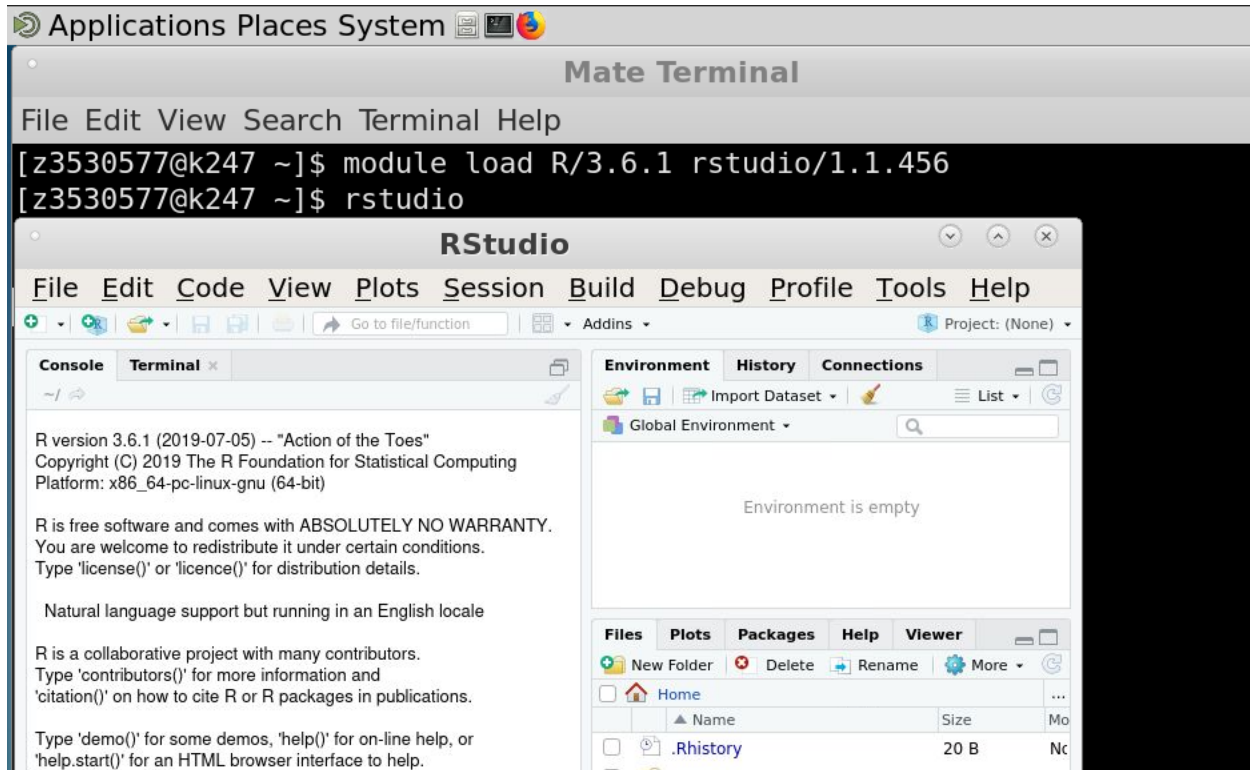 Applications Places System
Mate Terminal
File Edit View Search Terminal Help
[z3530577@k247 ~]$ module load R/3.6.1 rstudio/1.1.456
[z3530577@k247 ~]$ rstudio
RStudio
File Edit Code View Plots Session Build Debug Profile Tools Help
Go to file/function Addins Project: (None)
Console Terminal
~/
R version 3.6.1 (2019-07-05) -- "Action of the Toes"
Copyright (C) 2019 The R Foundation for Statistical Computing
Platform: x86_64-pc-linux-gnu (64-bit)
R is free software and comes with ABSOLUTELY NO WARRANTY.
You are welcome to redistribute it under certain conditions.
Type 'license()' or 'licence()' for distribution details.
Natural language support but running in an English locale
R is a collaborative project with many contributors.
Type 'contributors()' for more information and
'citation()' on how to cite R or R packages in publications.
Type 'demo()' for some demos, 'help()' for on-line help, or
'help.start()' for an HTML browser interface to help.
Environment History Connections
Import Dataset List
Global Environment
Environment is empty
Files Plots Packages Help Viewer
New Folder Delete Rename More
Home ...
Name Size Mo
.Rhistory 20 B No